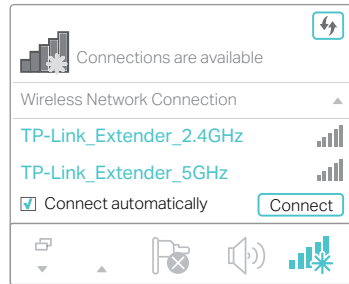 Connections are available
Wireless Network Connection
TP-Link_Extender_2.4GHz
TP-Link_Extender_5GHz
Connect automatically
Connect